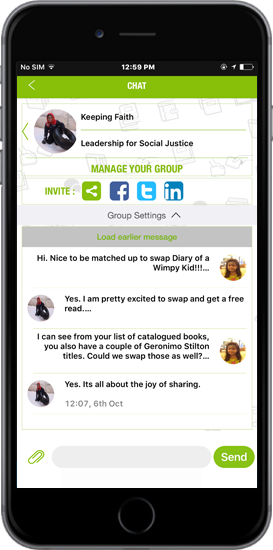 No SIM 12:59 PM
CHAT
Keeping Faith
Leadership for Social Justice
MANAGE YOUR GROUP
INVITE :
Group Settings
Load earlier message
Hi. Nice to be matched up to swap Diary of a
Wimpy Kid!!!...
Yes. I am pretty excited to swap and get a free
read....
I can see from your list of catalogued books,
you also have a couple of Geronimo Stilton
titles. Could we swap those as well?...
Yes. Its all about the joy of sharing.
12:07, 6th Oct
Send